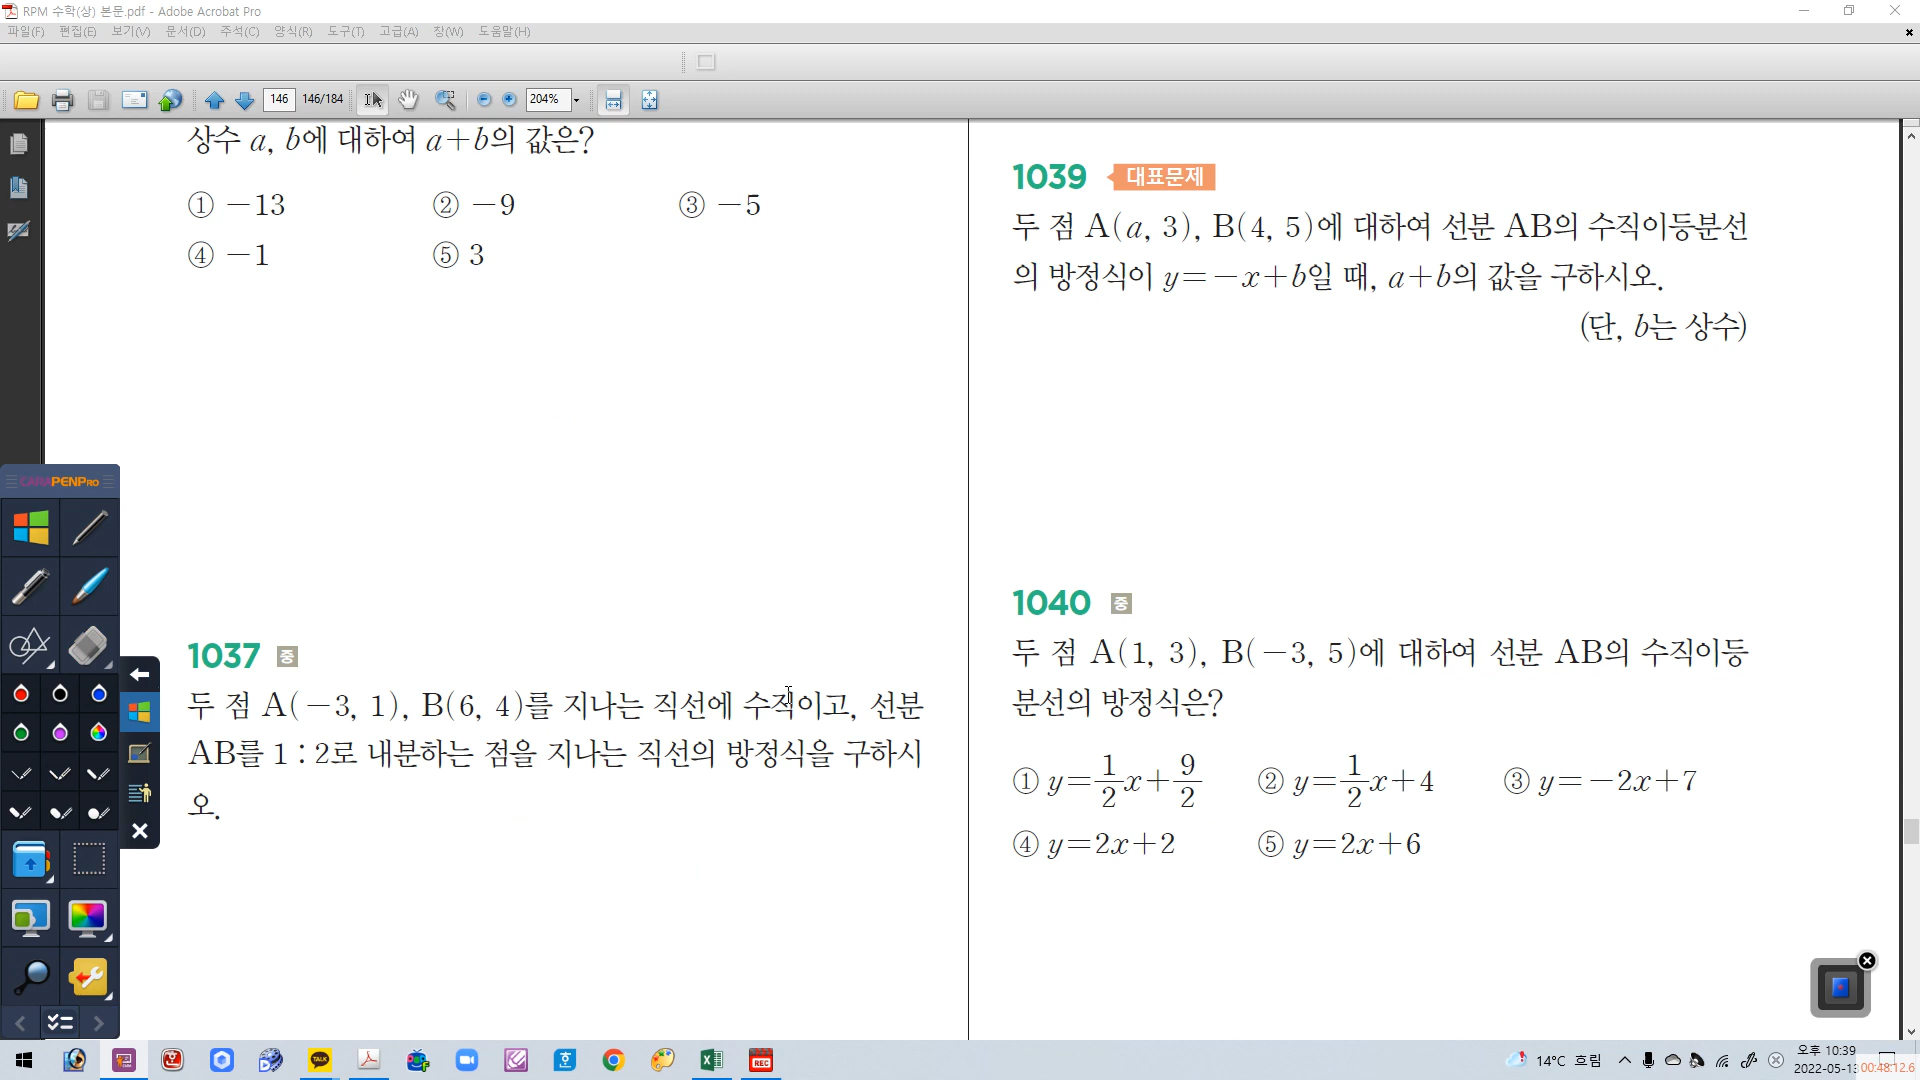 RPM 수학(상) 본문.pdf - Adobe Acrobat Pro
파일(F) 편집(E) 보기(V) 문서(D) 주석(C) 양식(R) 도구(T) 고급(A) 창(W) 도움말(H)
146 146/184 204%
상수 a, b에 대하여 a+b의 값은?
① −13 ② −9 ③ −5
④ −1 ⑤ 3
1037 중
두 점 A(−3, 1), B(6, 4)를 지나는 직선에 수직이고, 선분
AB를 1 : 2로 내분하는 점을 지나는 직선의 방정식을 구하시
오.
1039 대표문제
두 점 A(a, 3), B(4, 5)에 대하여 선분 AB의 수직이등분선
의 방정식이 y=−x+b일 때, a+b의 값을 구하시오.
(단, b는 상수)
1040 중
두 점 A(1, 3), B(−3, 5)에 대하여 선분 AB의 수직이등
분선의 방정식은?
① y=1/2x+9/2 ② y=1/2x+4 ③ y=−2x+7
④ y=2x+2 ⑤ y=2x+6
CARAPENPRO
TALK
REC
14°C 흐림
오후 10:39
00:48:12.6